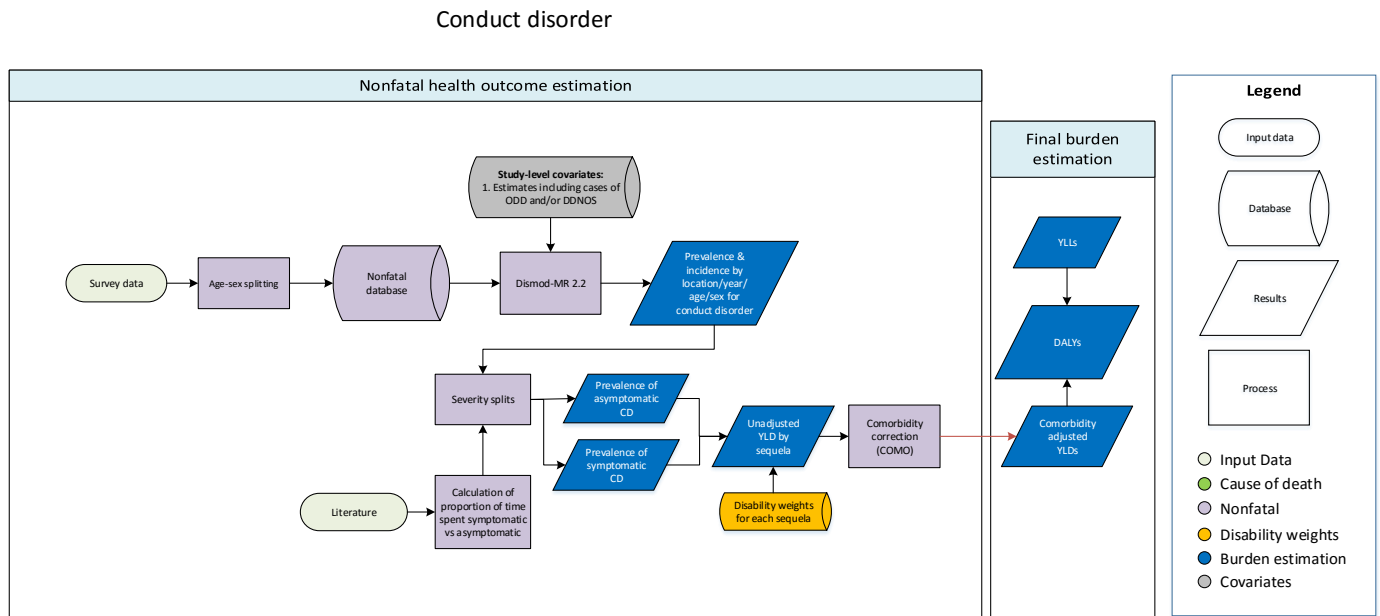 Conduct disorder
Nonfatal health outcome estimation
Study-level covariates:
1. Estimates including cases of
ODD and/or DDNOS
Survey data
Age-sex splitting
Nonfatal
database
Dismod-MR 2.2
Prevalence &
incidence by
location/year/
age/sex for
conduct disorder
Severity splits
Prevalence of
asymptomatic
CD
Prevalence of
symptomatic
CD
Unadjusted
YLD by
sequela
Comorbidity
correction
(COMO)
Literature
Calculation of
proportion of time
spent symptomatic
vs asymptomatic
Disability weights
for each sequela
Final burden
estimation
YLLs
DALYs
Comorbidity
adjusted
YLDs
Legend
Input data
Database
Results
Process
Input Data
Cause of death
Nonfatal
Disability weights
Burden estimation
Covariates